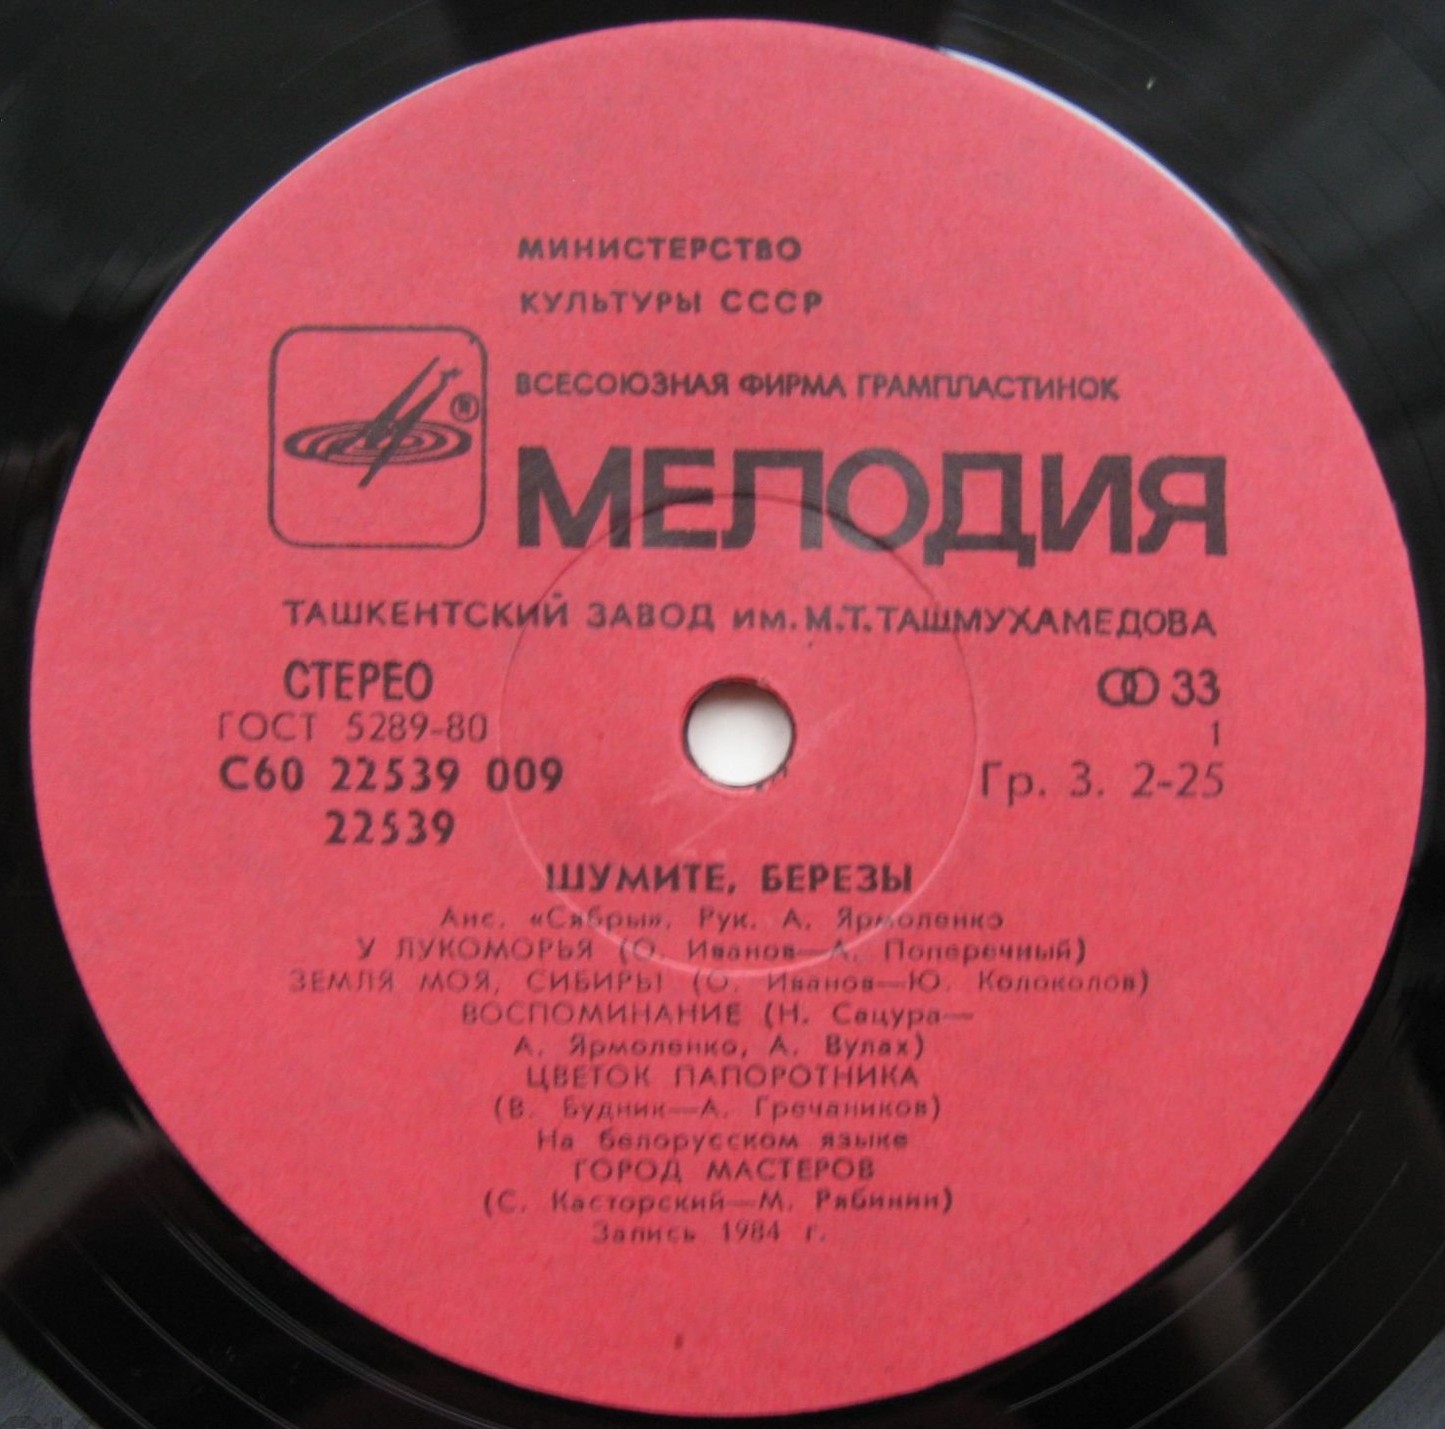 МИНИСТЕРСТВО
КУЛЬТУРЫ СССР
ВСЕСОЮЗНАЯ ФИРМА ГРАМПЛАСТИНОК
®
МЕЛОДИЯ
ТАШКЕНТСКИЙ ЗАВОД им. М.Т. ТАШМУХАМЕДОВА
СТЕРЕО 33
ГОСТ 5289-80 1
С60 22539 009 Гр. 3. 2-25
22539
ШУМИТЕ, БЕРЕЗЫ
Анс. «Сябры». Рук. А. Ярмоленкэ
У ЛУКОМОРЬЯ (О. Иванов—А. Поперечный)
ЗЕМЛЯ МОЯ, СИБИРЬ! (О. Иванов—Ю. Колоколов)
ВОСПОМИНАНИЕ (Н. Сацура—
А. Ярмоленко, А. Вулах)
ЦВЕТОК ПАПОРОТНИКА
(В. Будник—А. Гречаников)
На белорусском языке
ГОРОД МАСТЕРОВ
(С. Касторский—М. Рябинин)
Запись 1984 г.